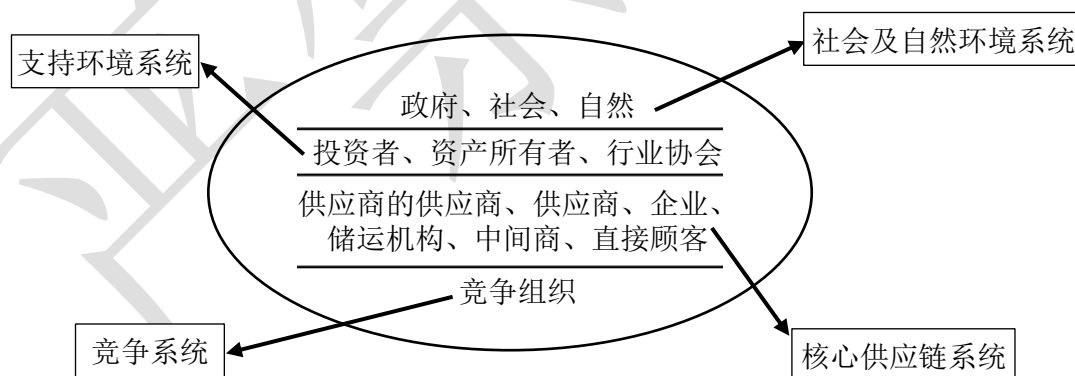 社会及自然环境系统
支持环境系统
政府、社会、自然
投资者、资产所有者、行业协会
供应商的供应商、供应商、企业、
储运机构、中间商、直接顾客
竞争组织
竞争系统
核心供应链系统